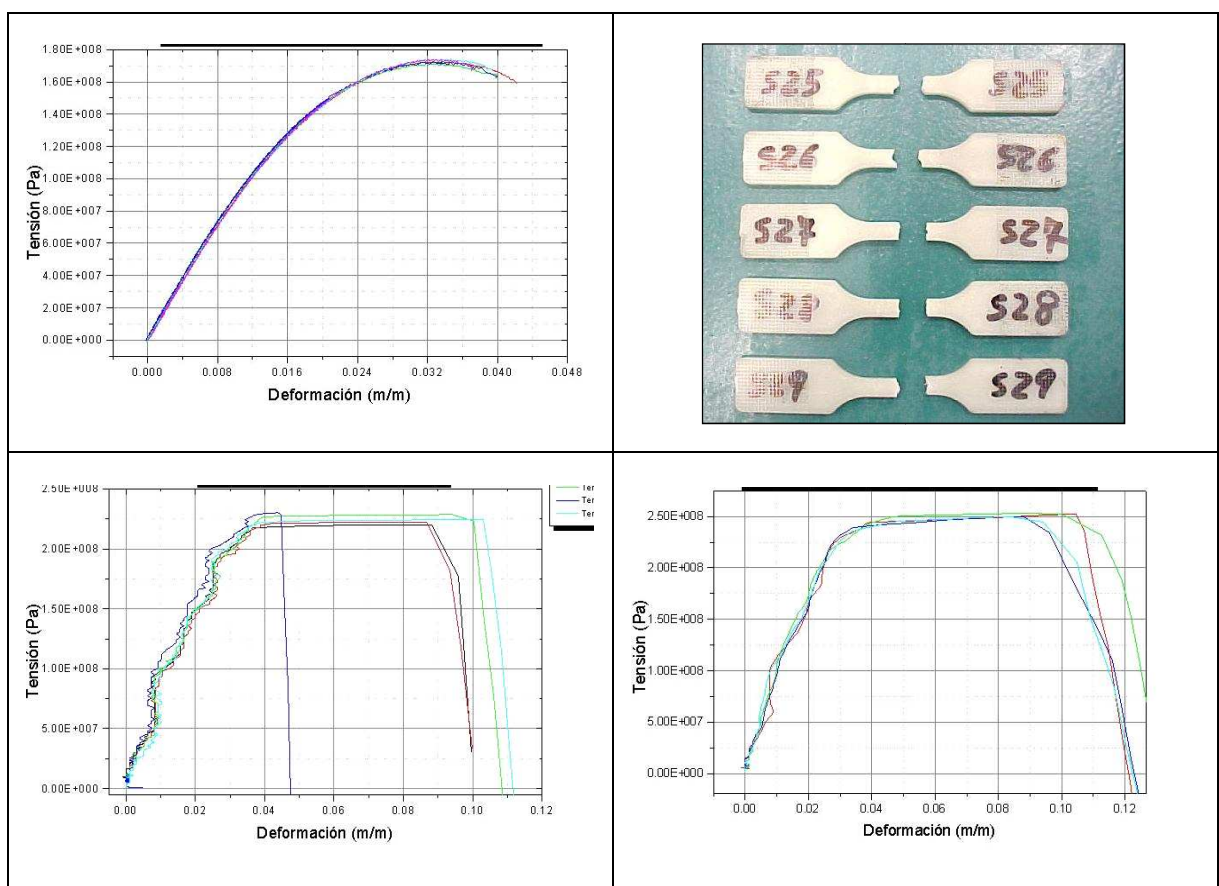 1.80E+008
1.60E+008
1.40E+008
1.20E+008
1.00E+008
8.00E+007
6.00E+007
4.00E+007
2.00E+007
0.00E+000
Tensión (Pa)
0.000 0.008 0.016 0.024 0.032 0.040 0.048
Deformación (m/m)
S25 S25
S26 S26
S27 S27
S28
S29 S29
2.50E+008
2.00E+008
1.50E+008
1.00E+008
5.00E+007
0.00E+000
Tensión (Pa)
0.00 0.02 0.04 0.06 0.08 0.10 0.12
Deformación (m/m)
Ter
Ter
Ter
2.50E+008
2.00E+008
1.50E+008
1.00E+008
5.00E+007
0.00E+000
Tensión (Pa)
0.00 0.02 0.04 0.06 0.08 0.10 0.12
Deformación (m/m)